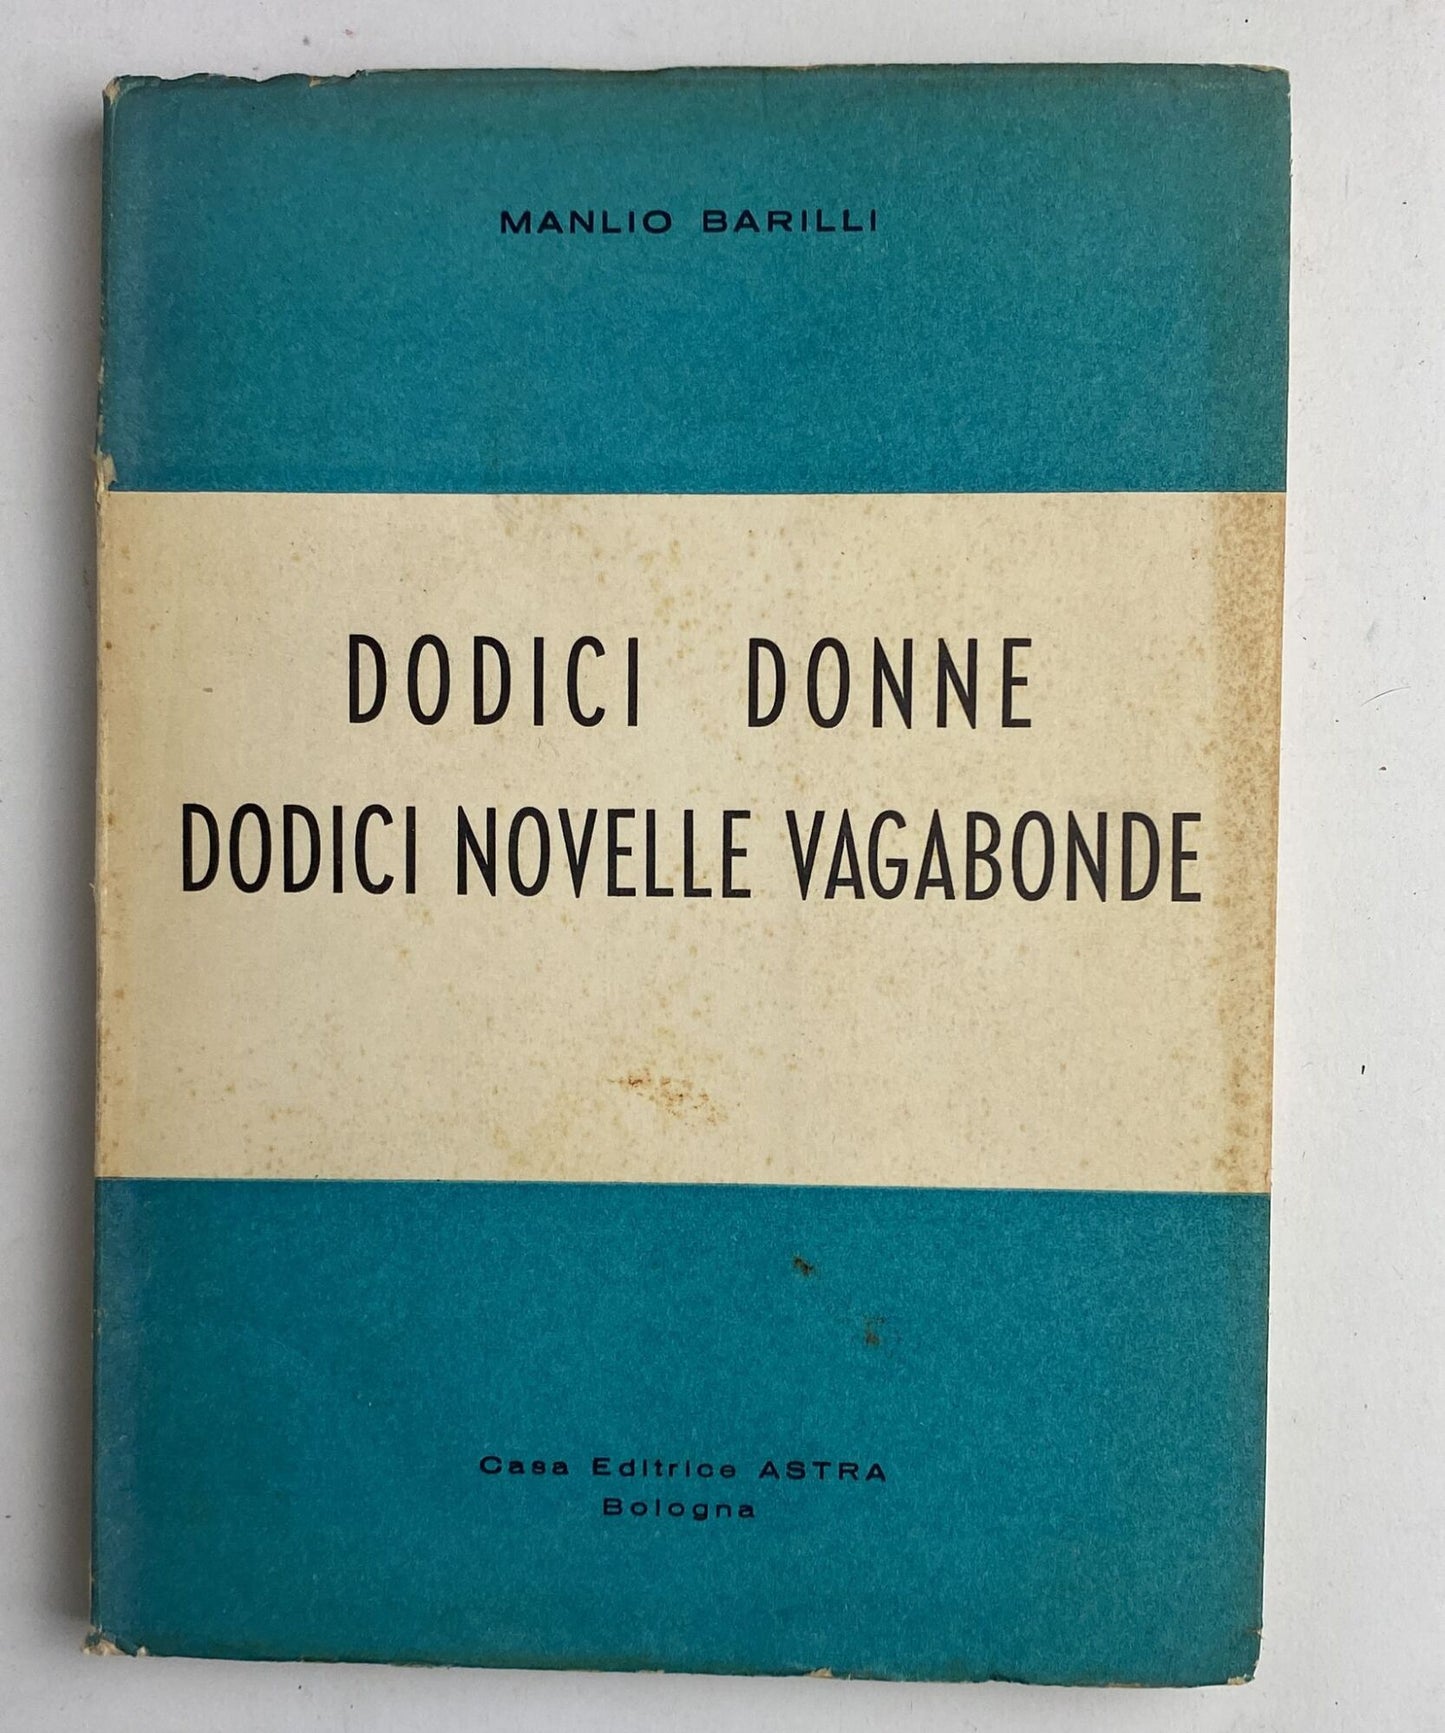 MANLIO BARILLI
DODICI DONNE
DODICI NOVELLE VAGABONDE
Casa Editrice ASTRA
Bologna